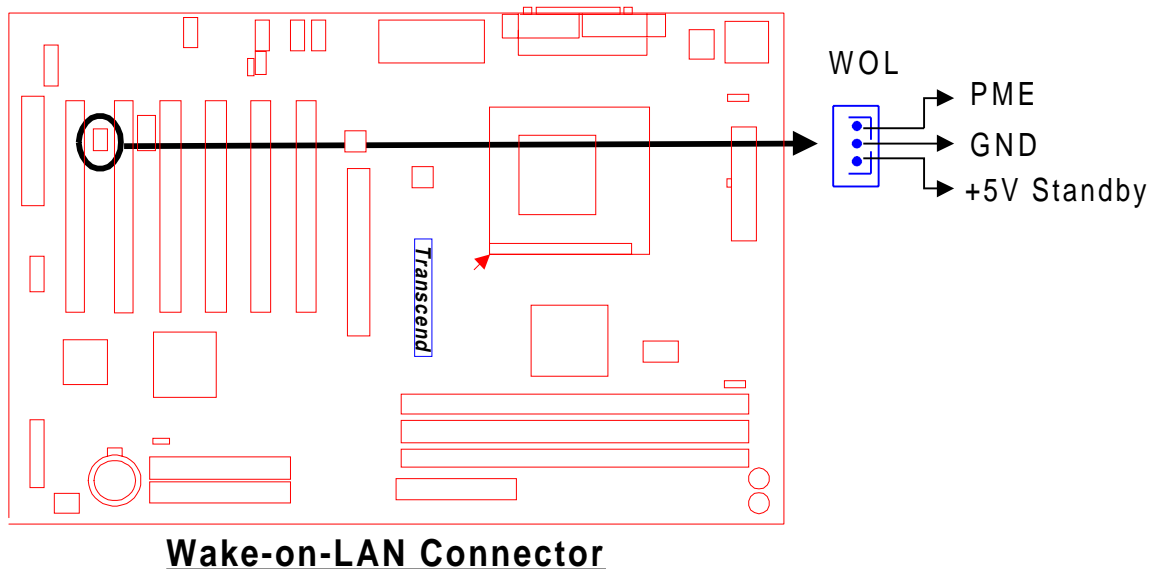 WOL
PME
GND
+5V Standby
Transcend
Wake-on-LAN Connector